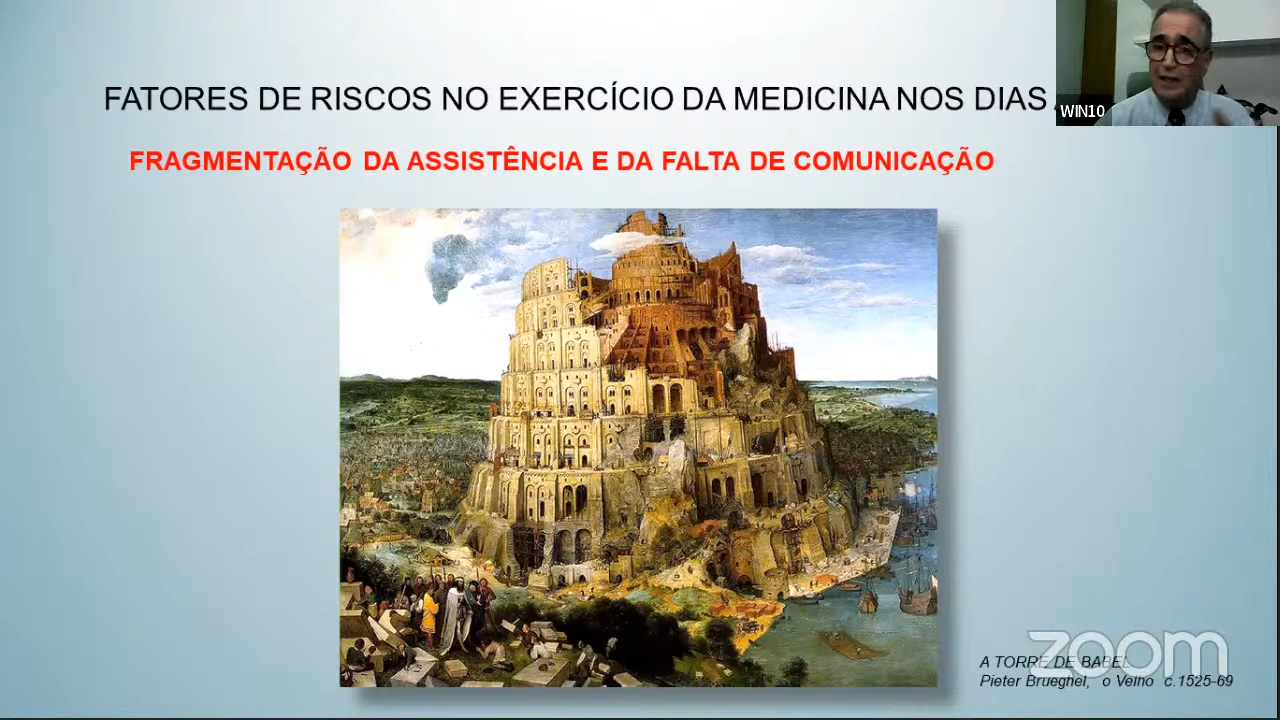 FATORES DE RISCOS NO EXERCÍCIO DA MEDICINA NOS DIAS
WIN10
FRAGMENTAÇÃO DA ASSISTÊNCIA E DA FALTA DE COMUNICAÇÃO
zoom
A TORRE DE BABEL
Pieter Brueghel, o Velho c.1525-69